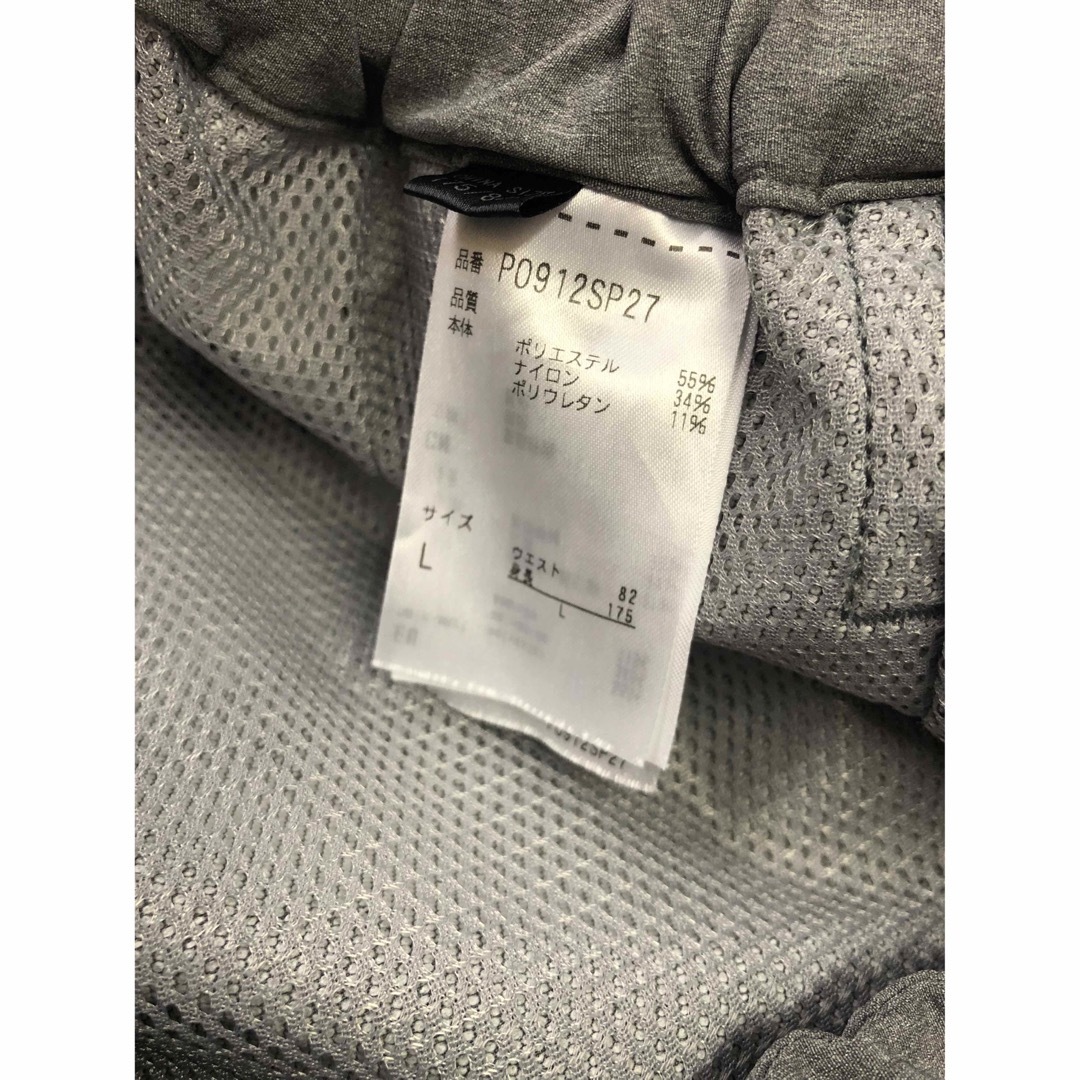 品番 P0912SP27
品質
本体
ポリエステル 55%
ナイロン 34%
ポリウレタン 11%
サイズ
L
ウエスト 82
身長 175
L
P0912SP27